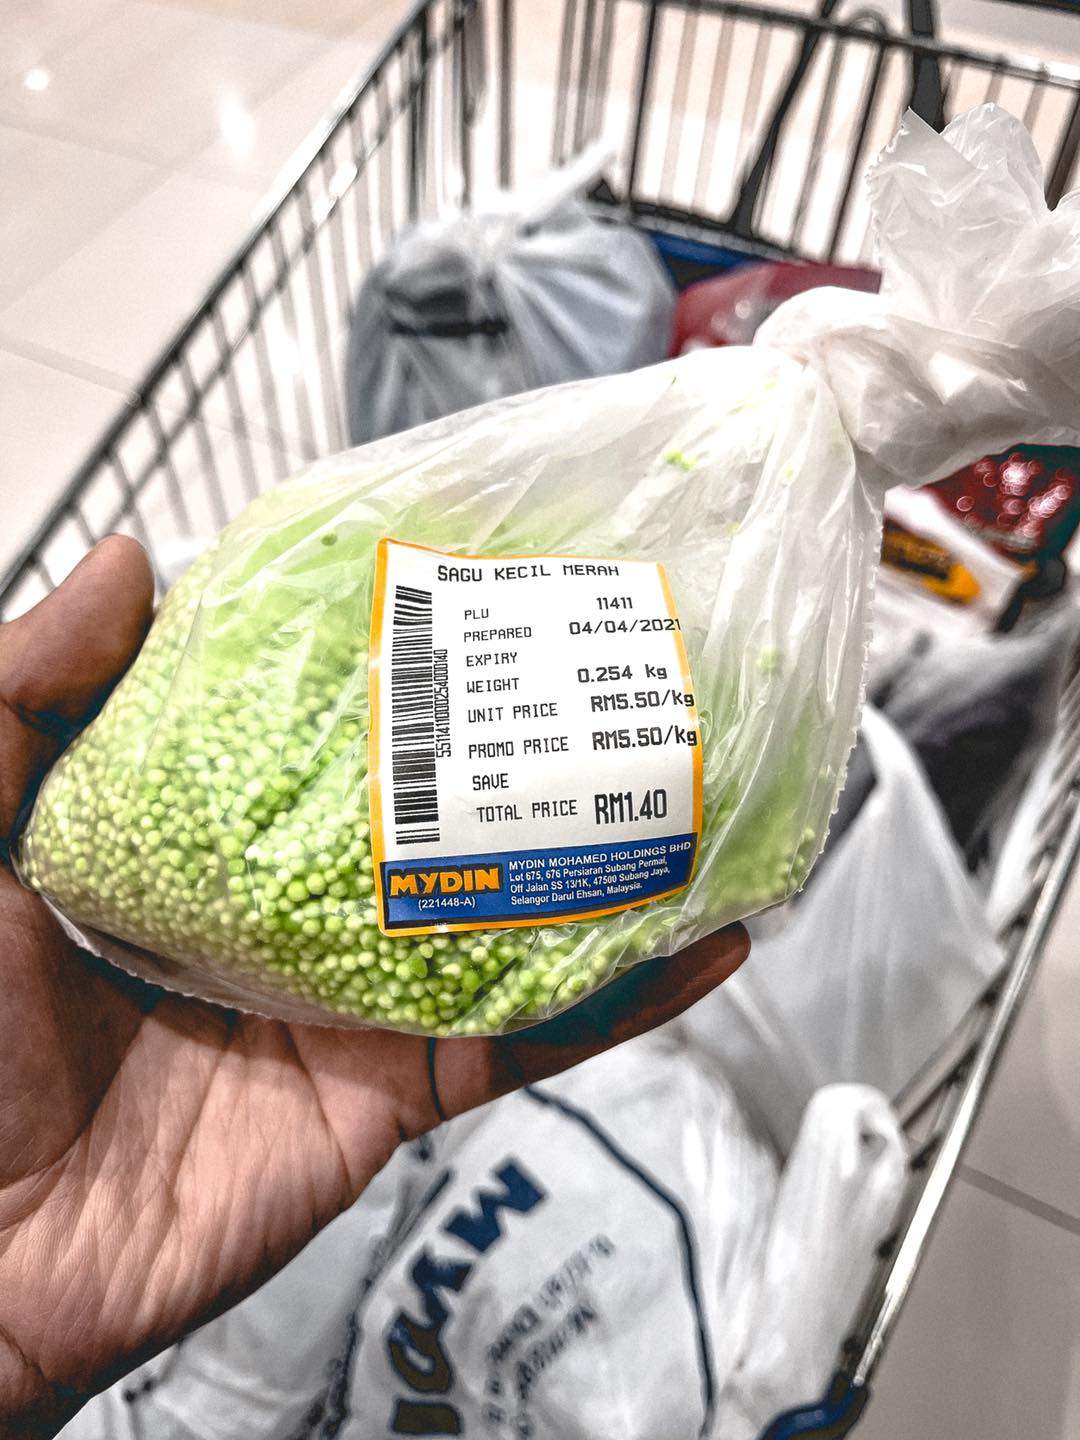 SAGU KECIL MERAH
PLU 11411
PREPARED 04/04/2021
EXPIRY
WEIGHT 0.254 kg
UNIT PRICE RM5.50/kg
PROMO PRICE RM5.50/kg
SAVE
TOTAL PRICE RM1.40
MYDIN
(221448-A)
MYDIN MOHAMED HOLDINGS BHD
Lot 675, 676 Persiaran Subang Permai,
Off Jalan SS 13/1K, 47500 Subang Jaya,
Selangor Darul Ehsan, Malaysia.
MYDI